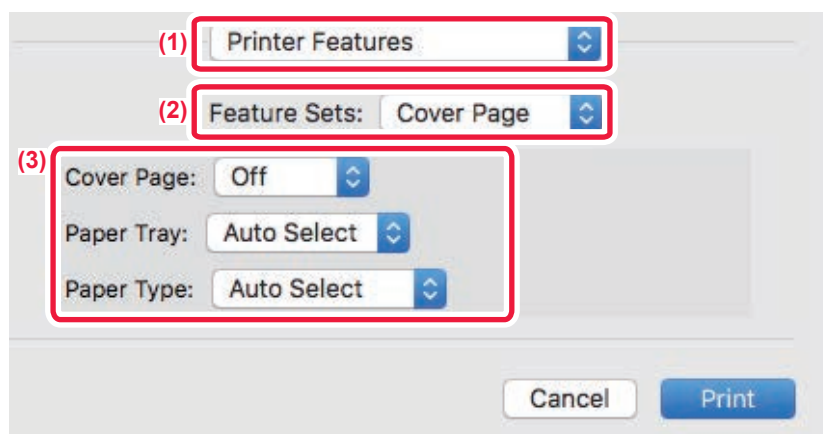 (1) Printer Features
(2) Feature Sets: Cover Page
(3)
Cover Page: Off
Paper Tray: Auto Select
Paper Type: Auto Select
Cancel Print